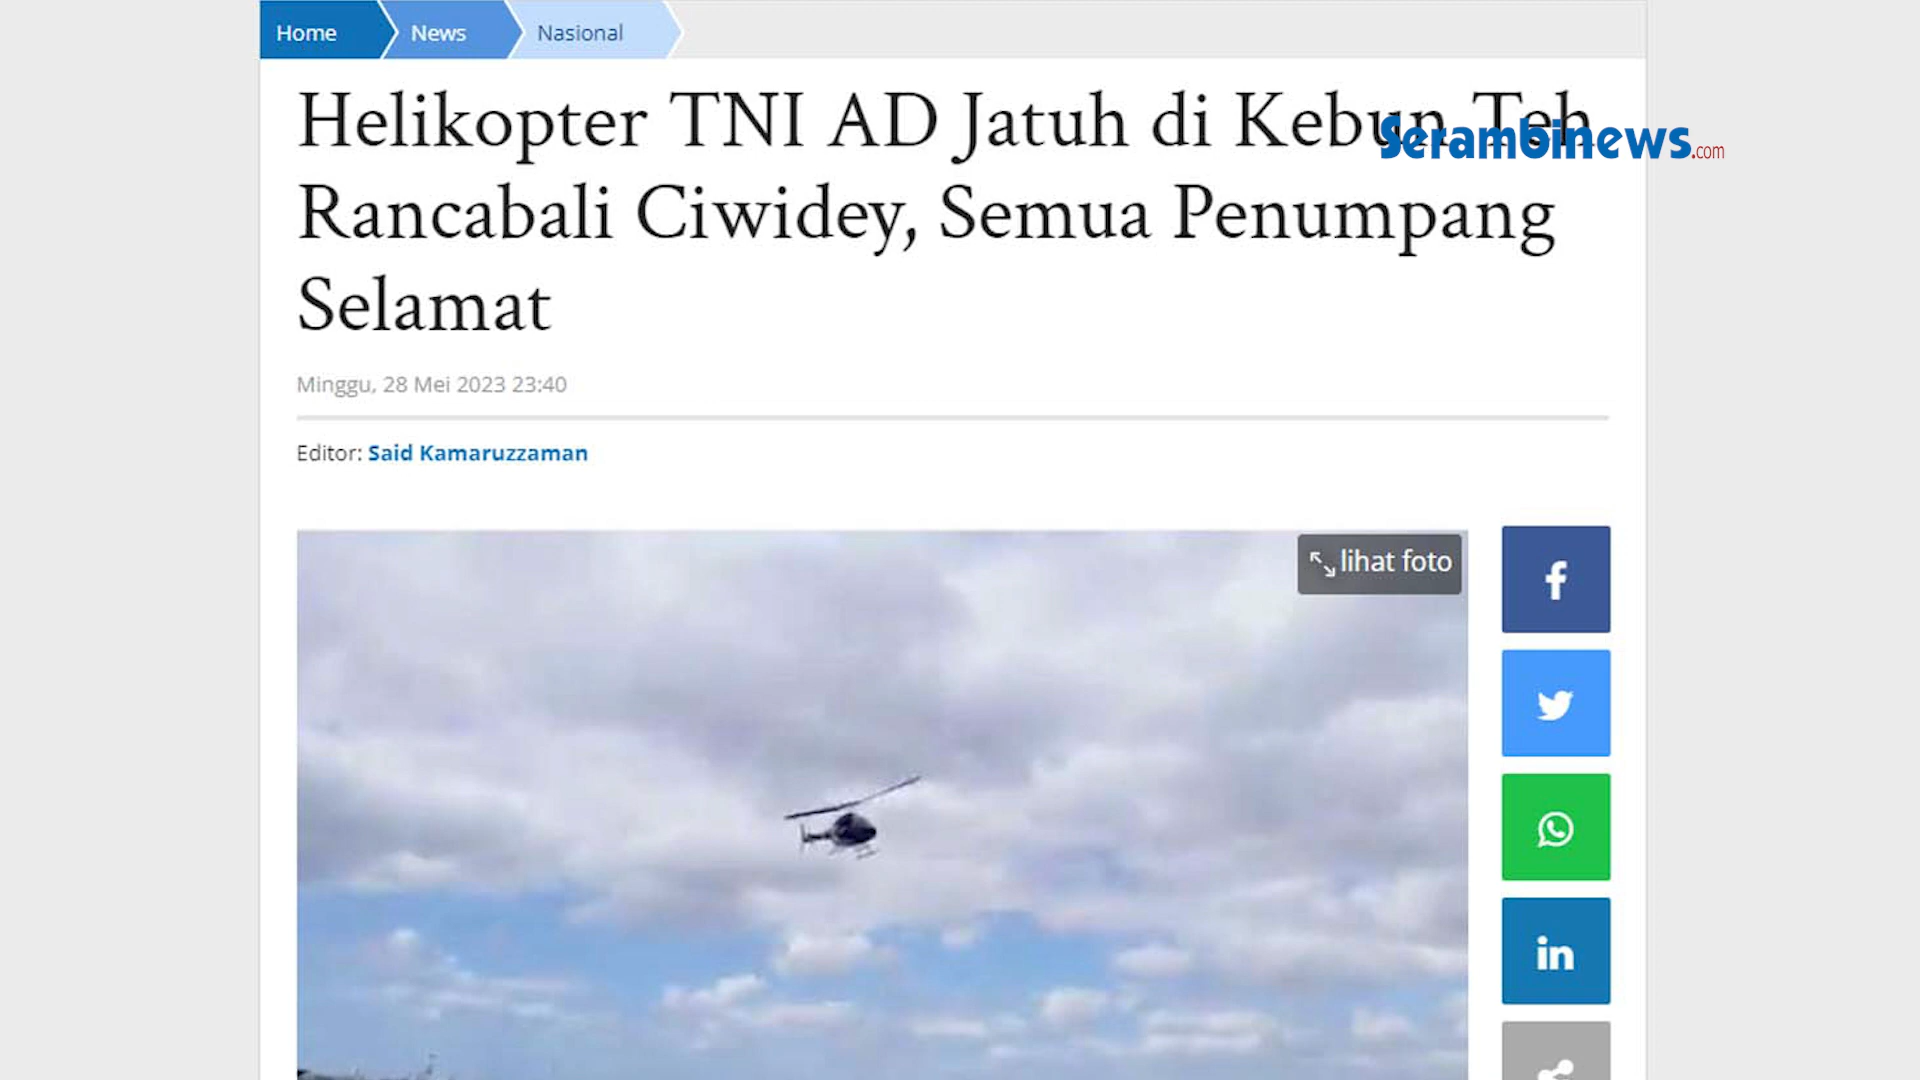 Home News Nasional
Helikopter TNI AD Jatuh di Kebun Teh
Serambinews.com
Rancabali Ciwidey, Semua Penumpang
Selamat
Minggu, 28 Mei 2023 23:40
Editor: Said Kamaruzzaman
lihat foto